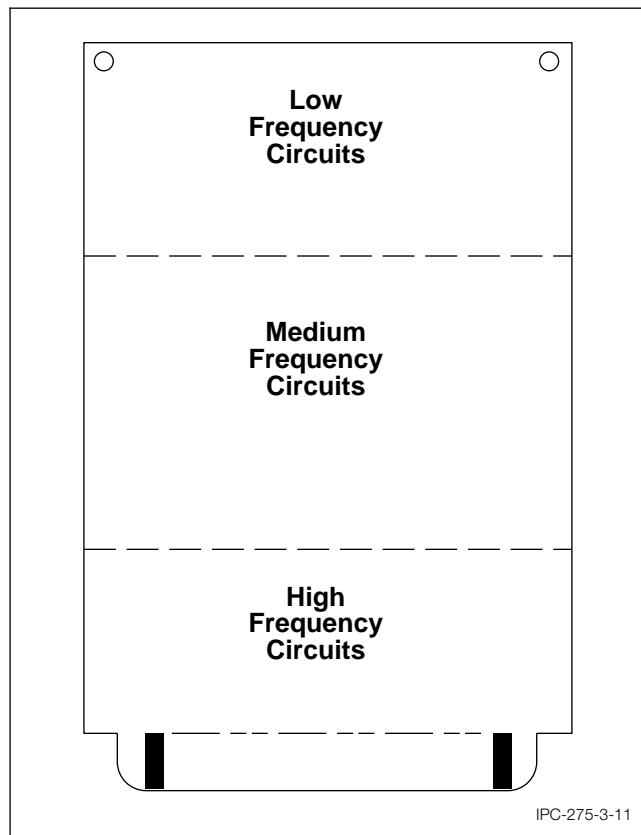 Low
Frequency
Circuits
Medium
Frequency
Circuits
High
Frequency
Circuits
IPC-275-3-11